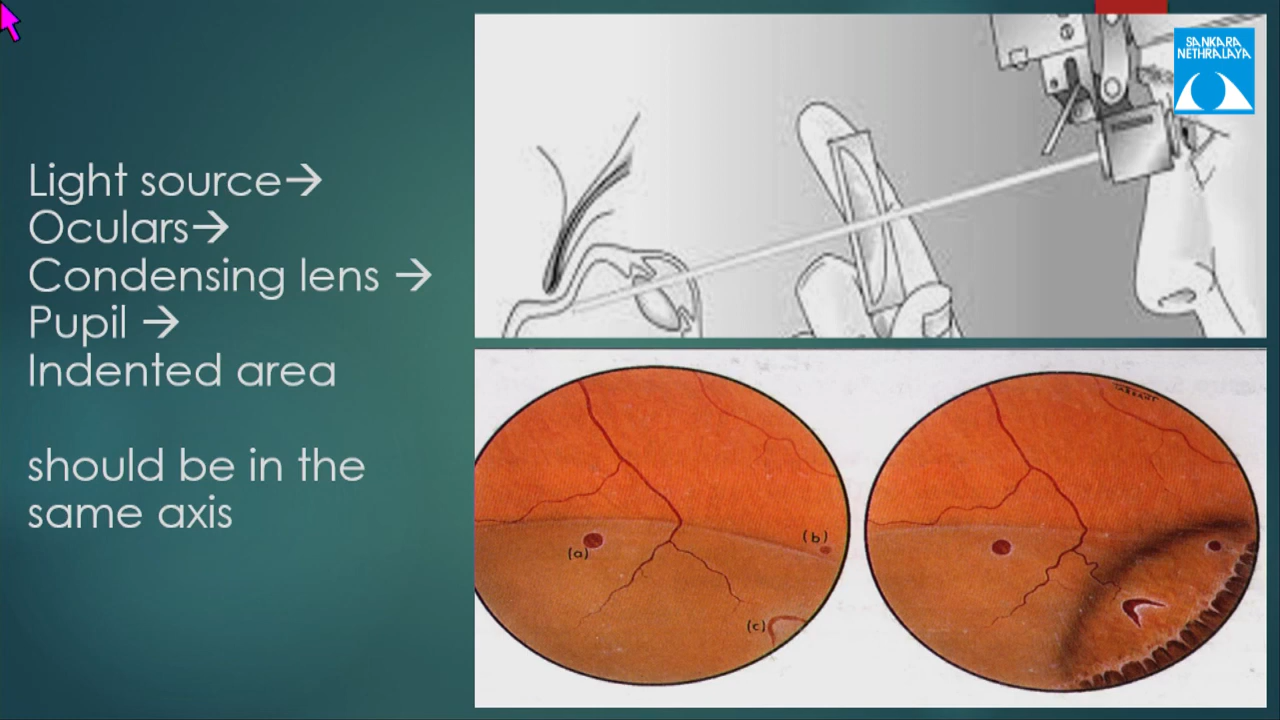 Light source→
Oculars→
Condensing lens →
Pupil →
Indented area
should be in the
same axis
SANKARA
NETHRALAYA
(a)
(b)
(c)